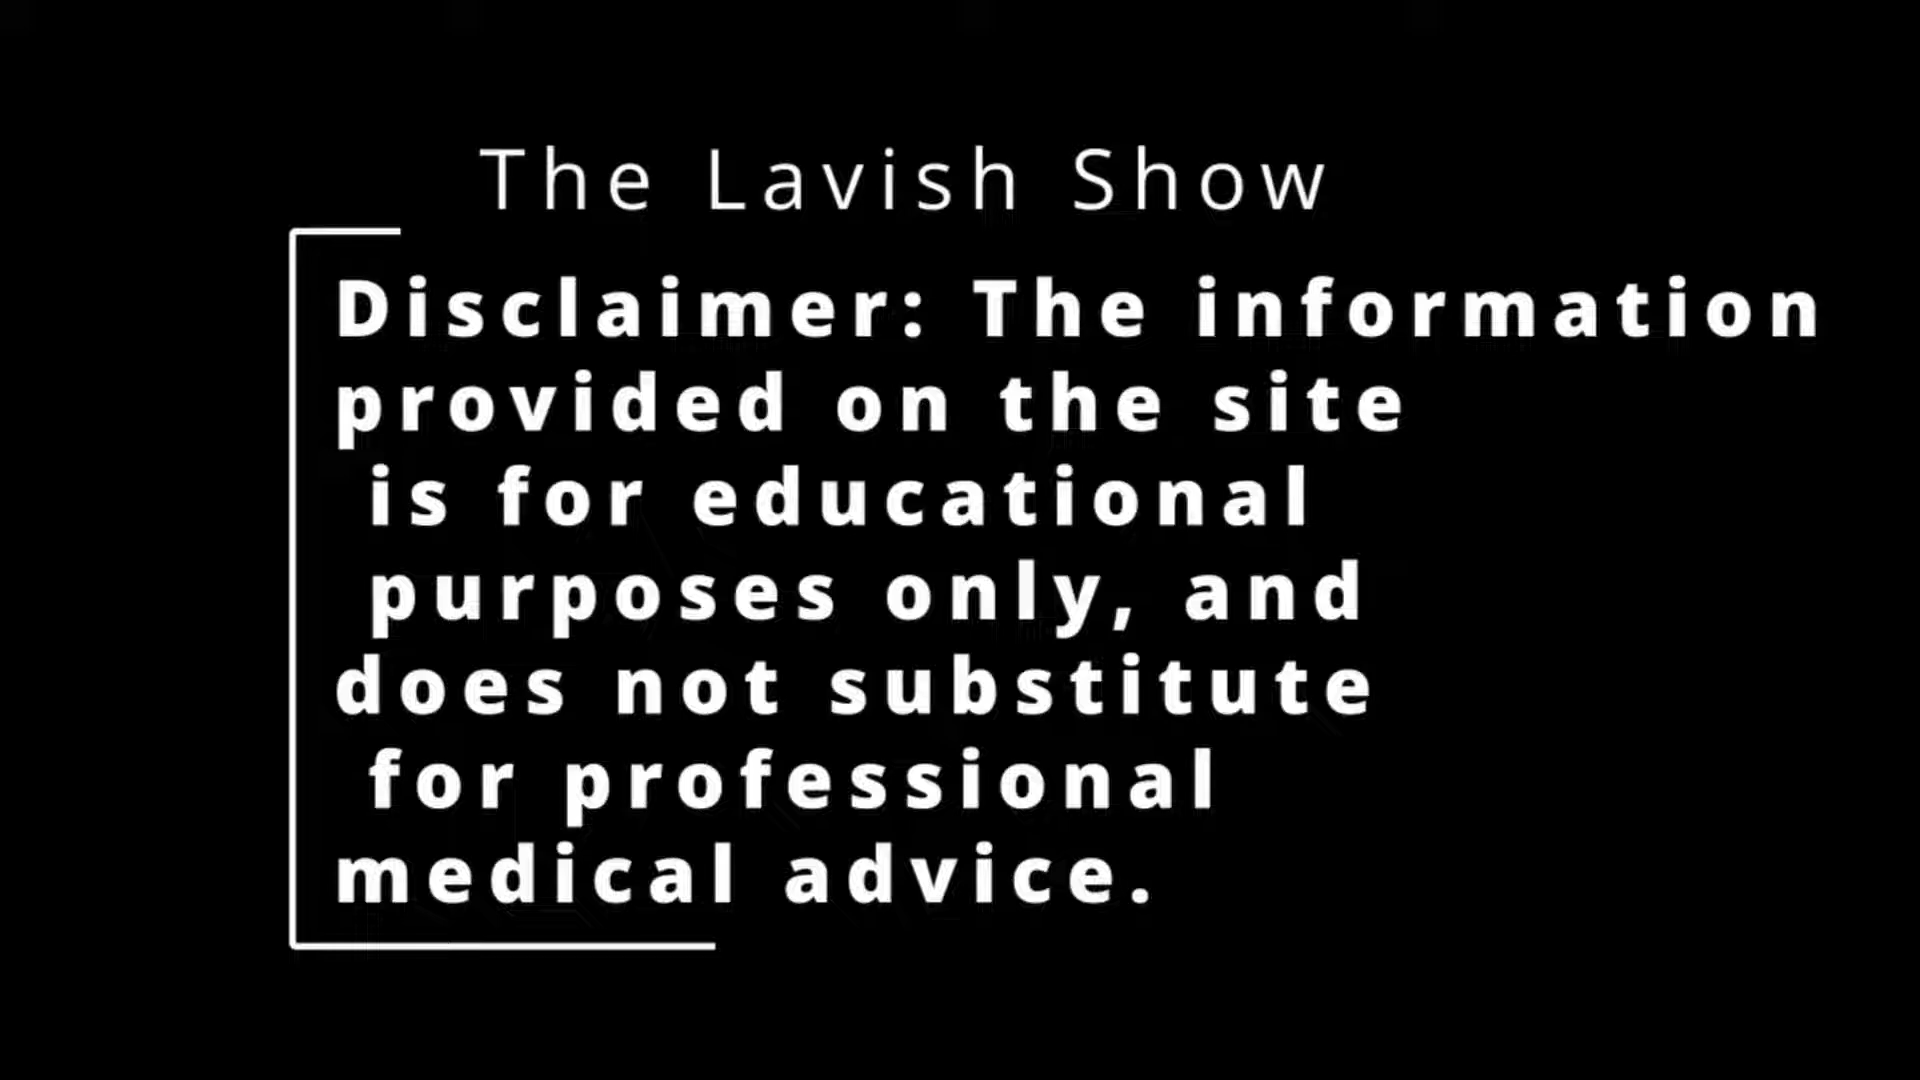 The Lavish Show
Disclaimer: The information
provided on the site
is for educational
purposes only, and
does not substitute
for professional
medical advice.